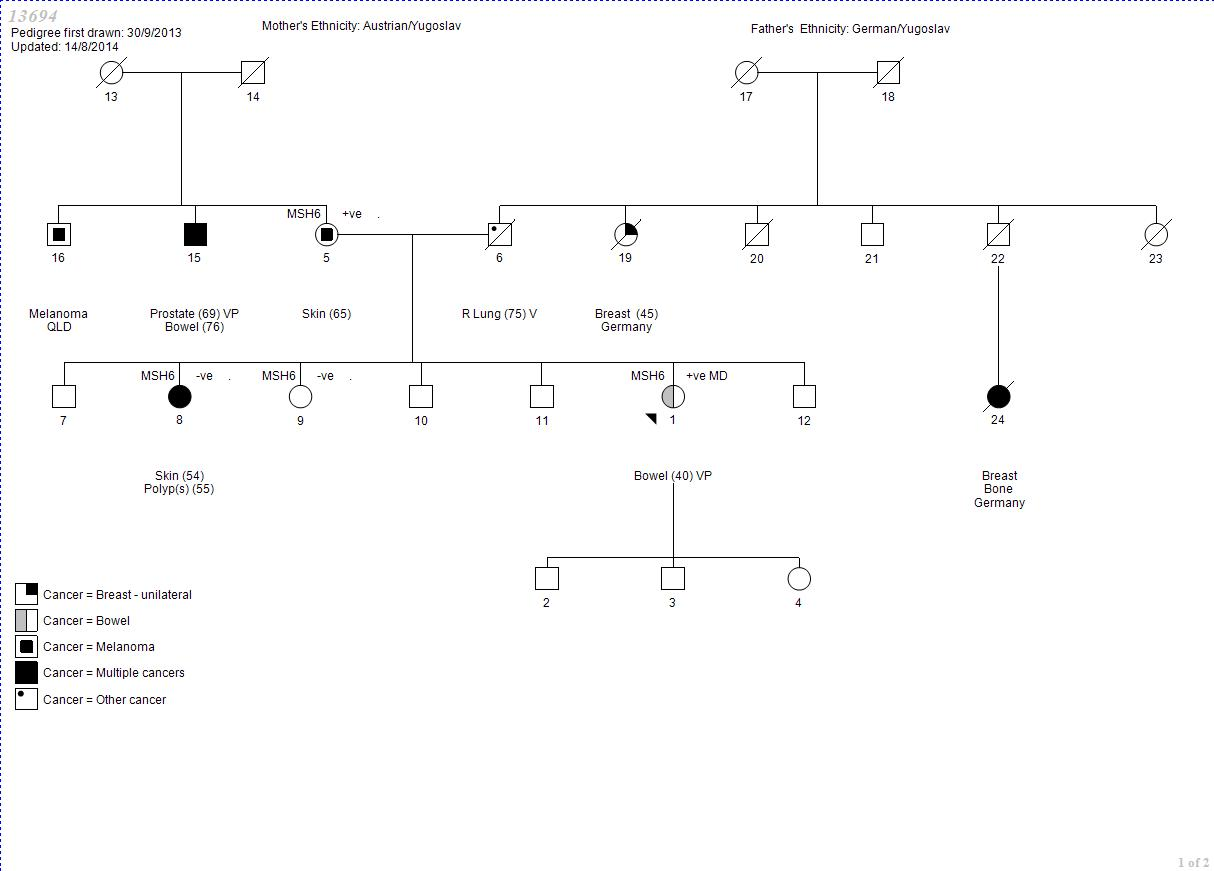 13694
Pedigree first drawn: 30/9/2013
Updated: 14/8/2014
Mother's Ethnicity: Austrian/Yugoslav
Father's Ethnicity: German/Yugoslav
13
14
17
18
MSH6 +ve .
16
15
5
6
19
20
21
22
23
Melanoma
QLD
Prostate (69) VP
Bowel (76)
Skin (65)
R Lung (75) V
Breast (45)
Germany
MSH6 -ve .
MSH6 -ve .
MSH6 +ve MD
7
8
9
10
11
1
12
24
Skin (54)
Polyp(s) (55)
Bowel (40) VP
Breast
Bone
Germany
2
3
4
Cancer = Breast - unilateral
Cancer = Bowel
Cancer = Melanoma
Cancer = Multiple cancers
Cancer = Other cancer
1 of 2